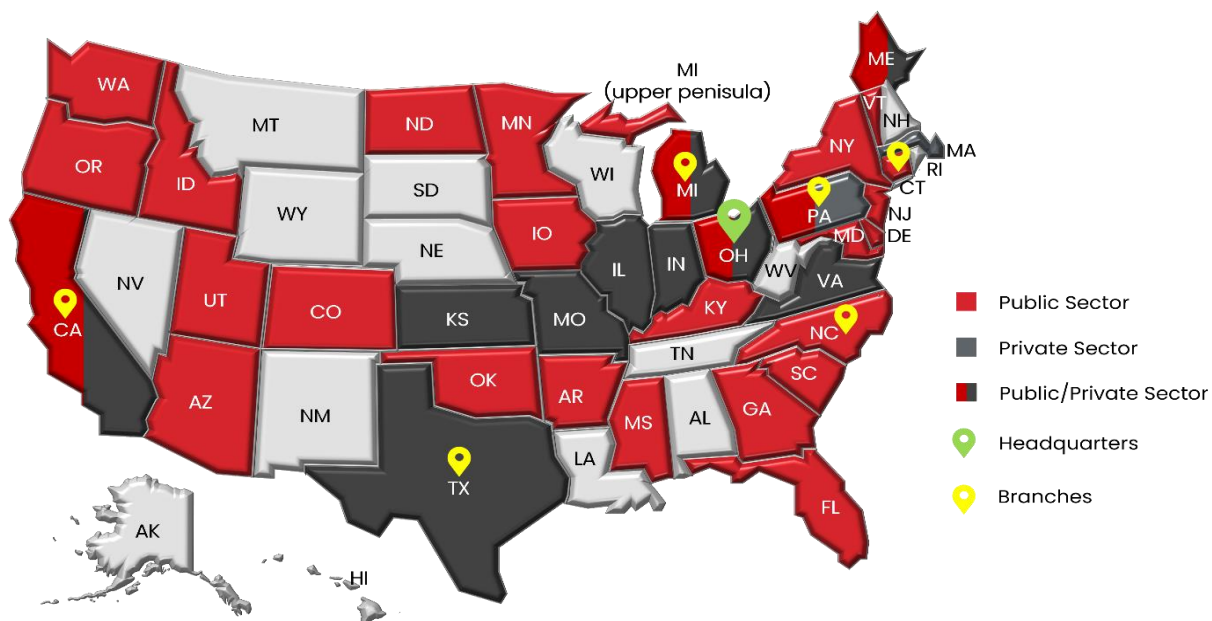 ME
WA
MI
(upper penisula)
VT
MT
ND
MN
NH
NY
MA
OR
ID
SD
WI
MI
RI
CT
WY
PA
NJ
IO
MD
DE
NE
OH
NV
IL
IN
WV
VA
UT
CO
KY
Public Sector
CA
KS
MO
NC
TN
Private Sector
SC
OK
AZ
AR
Public/Private Sector
NM
MS
AL
GA
Headquarters
LA
TX
Branches
FL
AK
HI